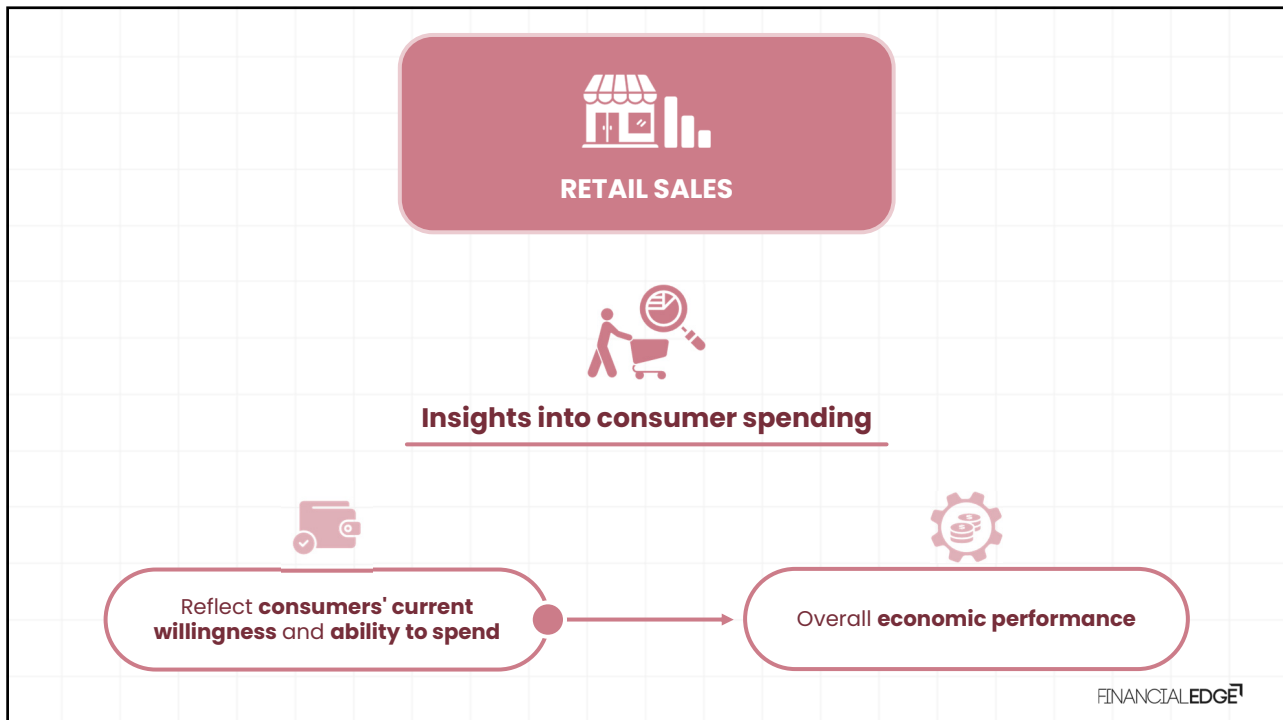 RETAIL SALES
Insights into consumer spending
Reflect consumers' current
willingness and ability to spend
Overall economic performance
FINANCIALEDGE